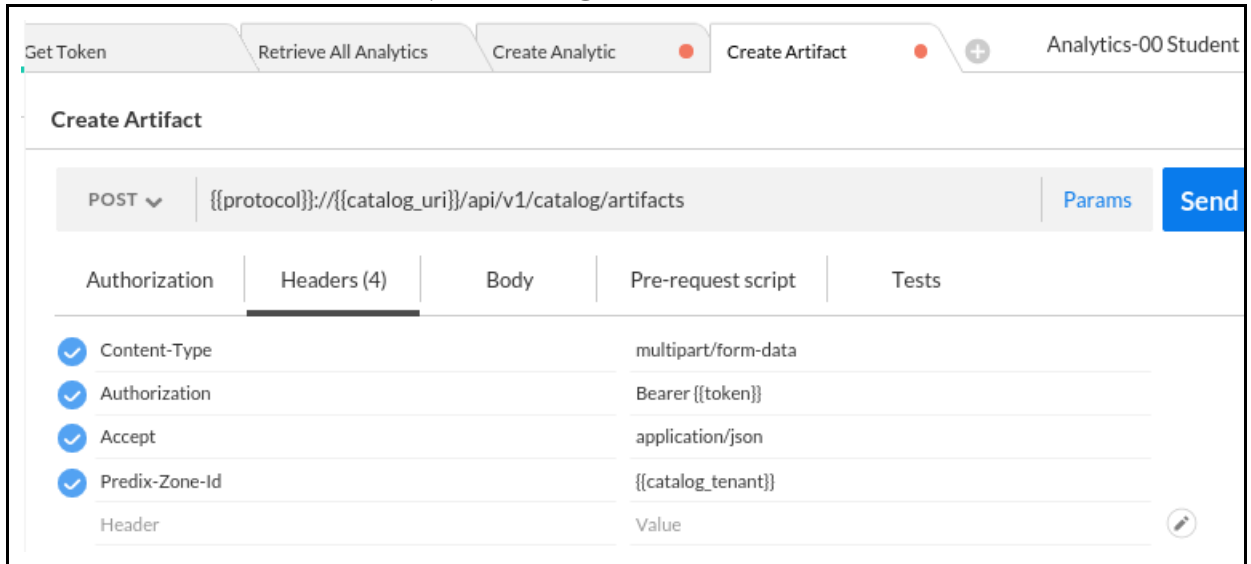 Get Token Retrieve All Analytics Create Analytic Create Artifact Analytics-00 Student
Create Artifact
POST {{protocol}}://{{catalog_uri}}/api/v1/catalog/artifacts Params Send
Authorization Headers (4) Body Pre-request script Tests
Content-Type multipart/form-data
Authorization Bearer {{token}}
Accept application/json
Predix-Zone-Id {{catalog_tenant}}
Header Value